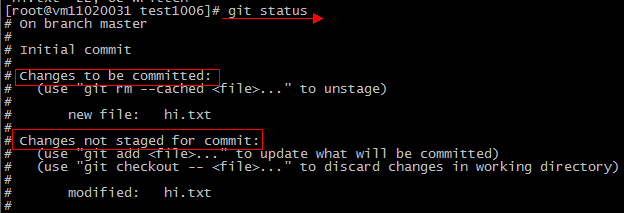 [root@vm11020031 test1006]# git status
# On branch master
#
# Initial commit
#
# Changes to be committed:
#   (use "git rm --cached <file>..." to unstage)
#
#       new file:   hi.txt
#
# Changes not staged for commit:
#   (use "git add <file>..." to update what will be committed)
#   (use "git checkout -- <file>..." to discard changes in working directory)
#
#       modified:   hi.txt
#